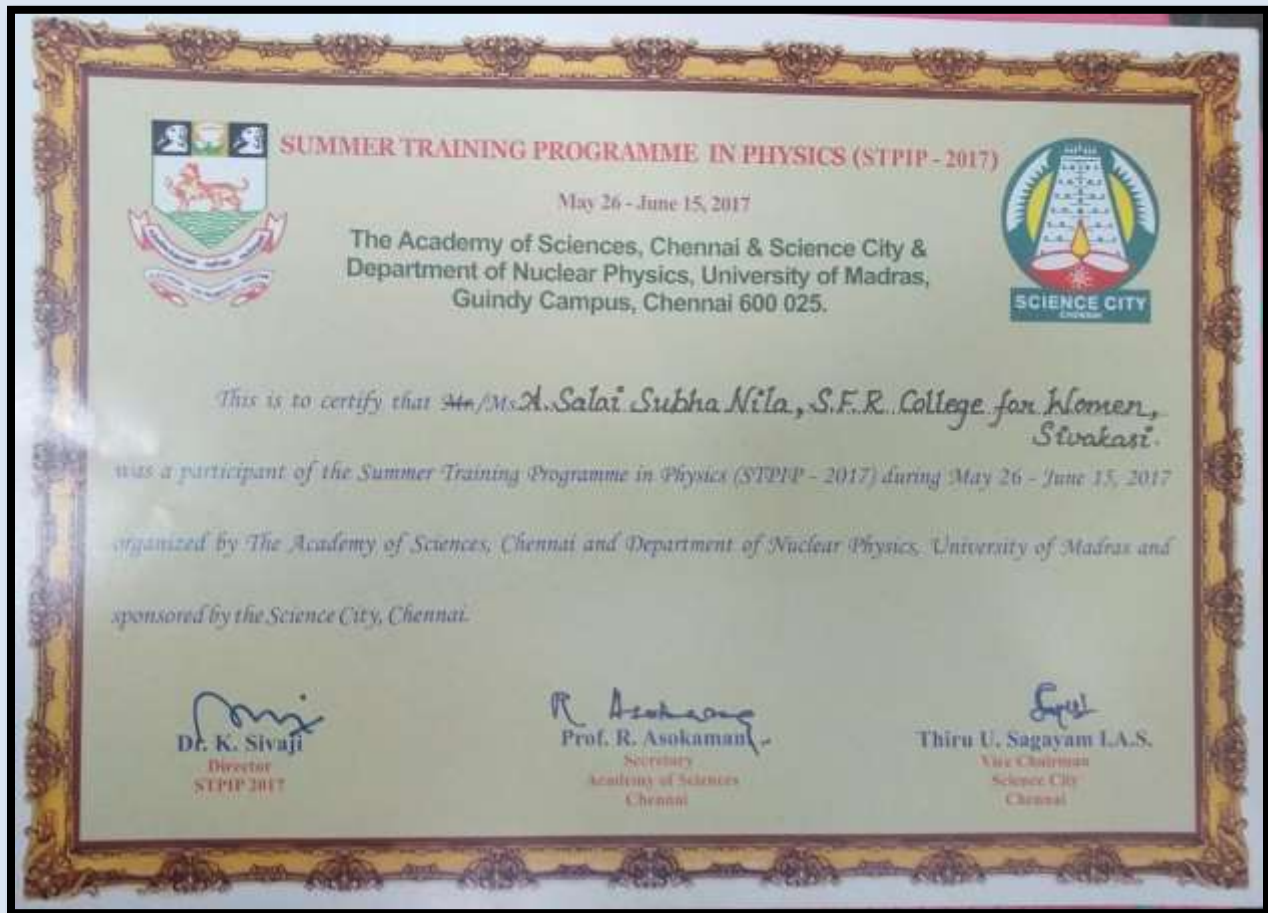 SUMMER TRAINING PROGRAMME IN PHYSICS (STPIP - 2017)
May 26 - June 15, 2017
The Academy of Sciences, Chennai & Science City &
Department of Nuclear Physics, University of Madras,
Guindy Campus, Chennai 600 025.
SCIENCE CITY
CHENNAI
This is to certify that Mr/Ms. A. Salai Subha Nila, S.F.R. College for Women,
Sivakasi.
was a participant of the Summer Training Programme in Physics (STPIP - 2017) during May 26 - June 15, 2017
organized by The Academy of Sciences, Chennai and Department of Nuclear Physics, University of Madras and
sponsored by the Science City, Chennai.
R Asokamani
Dr. K. Sivaji
Director
STPIP 2017
Prof. R. Asokamani
Secretary
Academy of Sciences
Chennai
Thiru U. Sagayam I.A.S.
Vice Chairman
Science City
Chennai